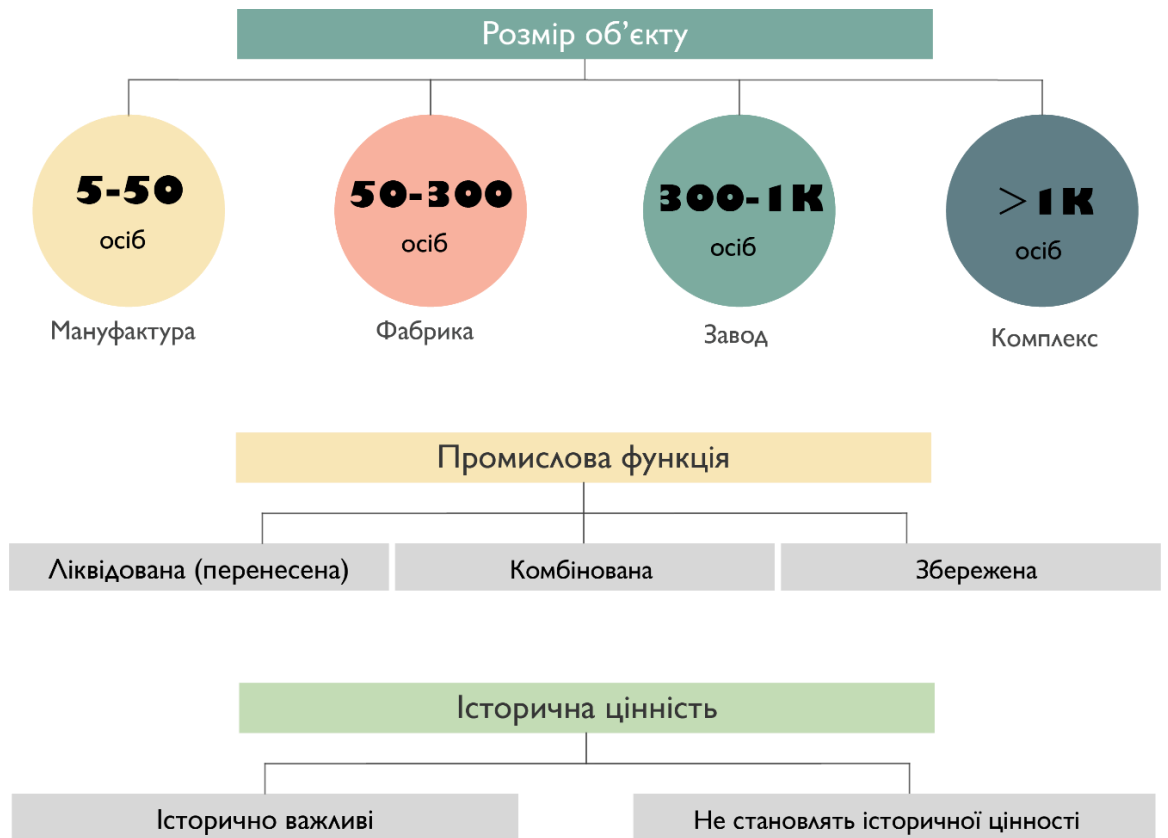 Розмір об’єкту
5-50 50-300 300-1K >1K
осіб осіб осіб осіб
Мануфактура Фабрика Завод Комплекс
Промислова функція
Ліквідована (перенесена) Комбінована Збережена
Історична цінність
Історично важливі Не становлять історичної цінності